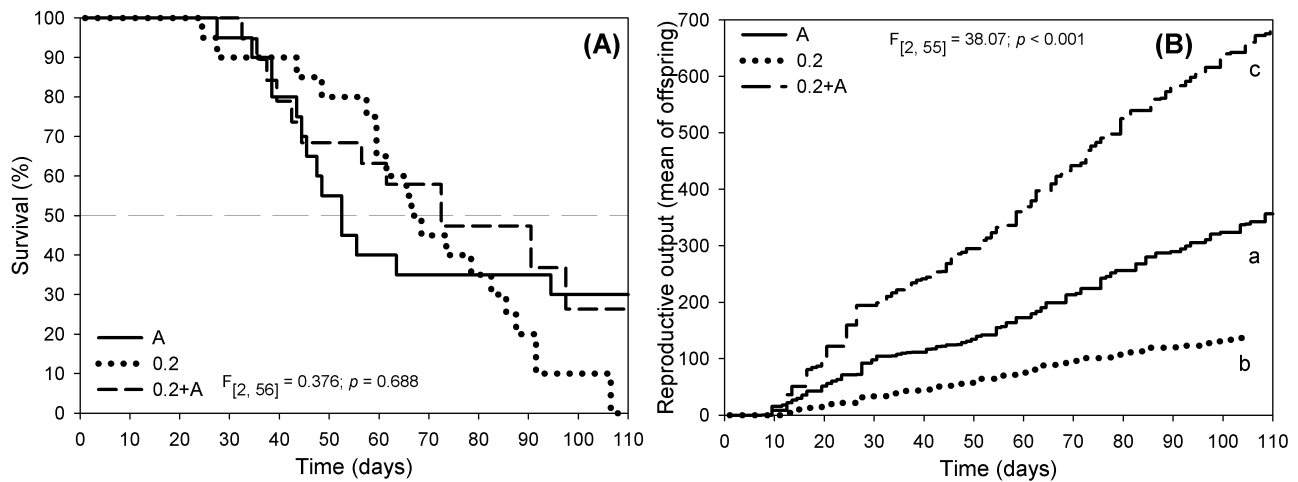 (A)
Survival (%)
100
90
80
70
60
50
40
30
20
10
0
A
0.2
0.2+A
F[2, 56] = 0.376; p = 0.688
0 10 20 30 40 50 60 70 80 90 100 110
Time (days)
(B)
Reproductive output (mean of offspring)
700
600
500
400
300
200
100
0
A
0.2
0.2+A
F[2, 55] = 38.07; p < 0.001
c
a
b
0 10 20 30 40 50 60 70 80 90 100 110
Time (days)